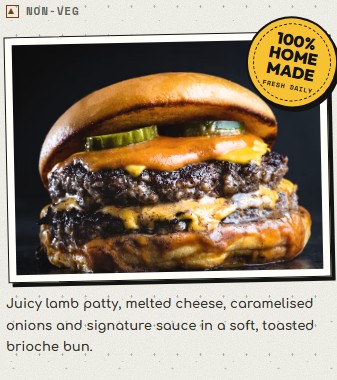 NON-VEG
100%
HOME
MADE
FRESH DAILY
Juicy lamb patty, melted cheese, caramelised
onions and signature sauce in a soft, toasted
brioche bun.